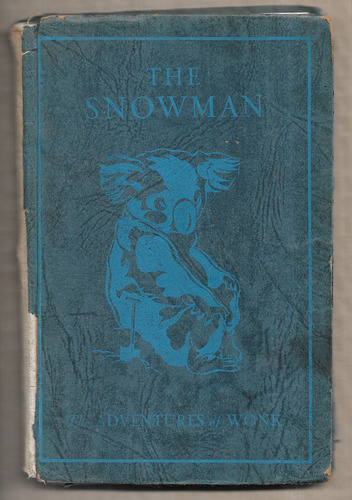 THE
SNOWMAN
The ADVENTURES of WONK